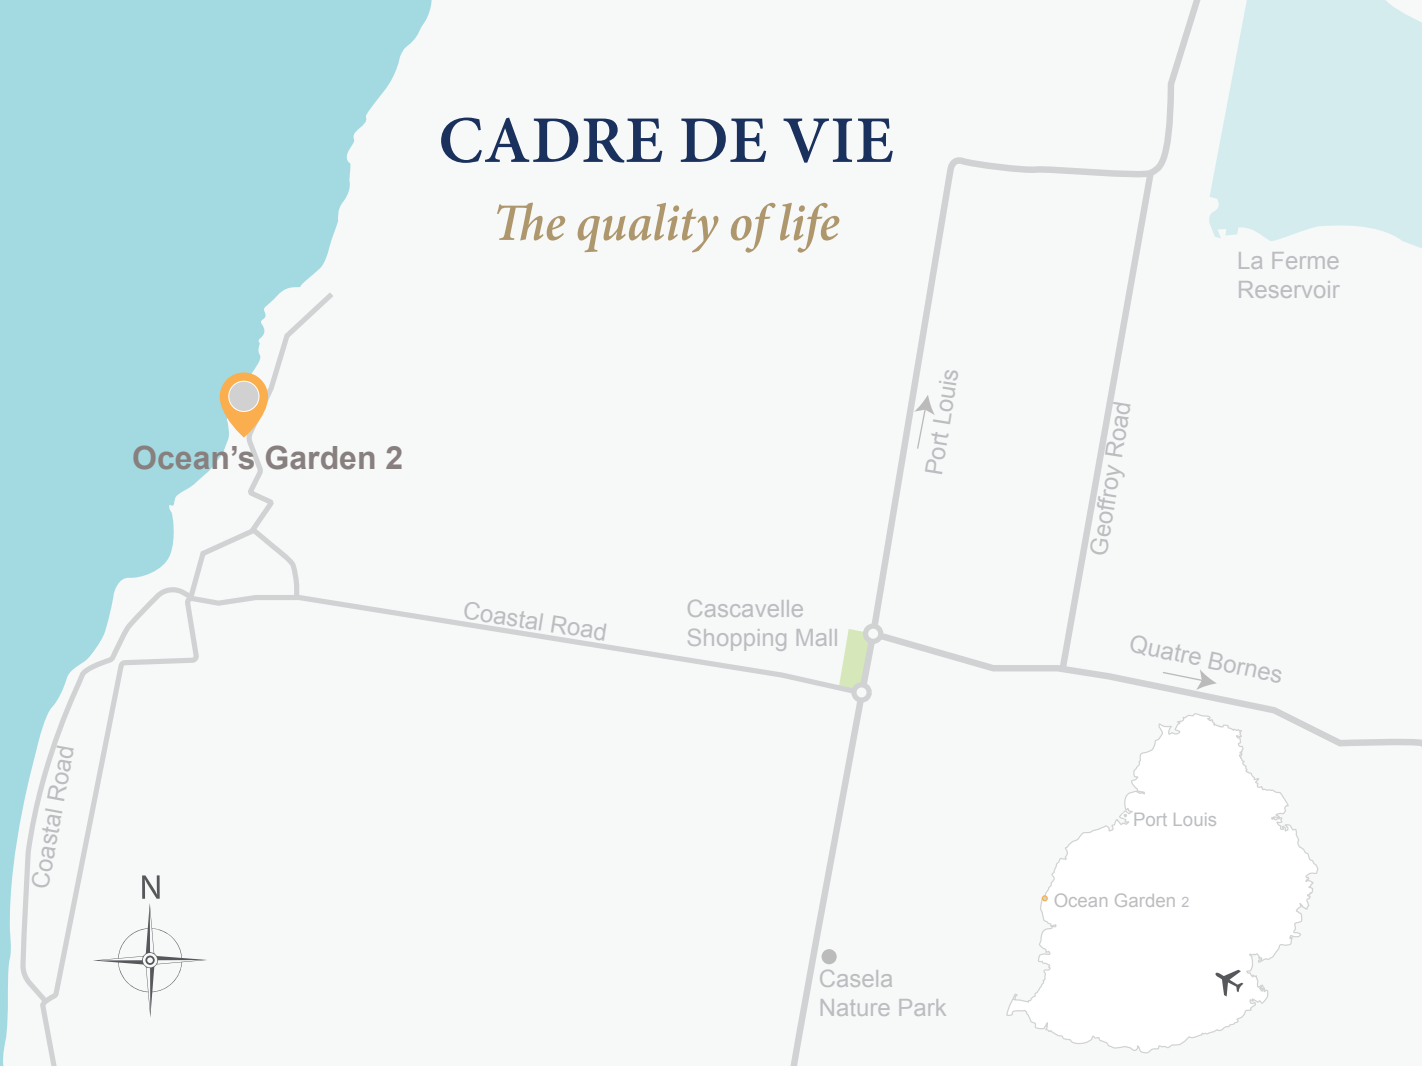 CADRE DE VIE
The quality of life
La Ferme
Reservoir
Port Louis
Geoffroy Road
Ocean's Garden 2
Coastal Road
Cascavelle
Shopping Mall
Quatre Bornes
Coastal Road
Port Louis
N
Ocean Garden 2
Casela
Nature Park